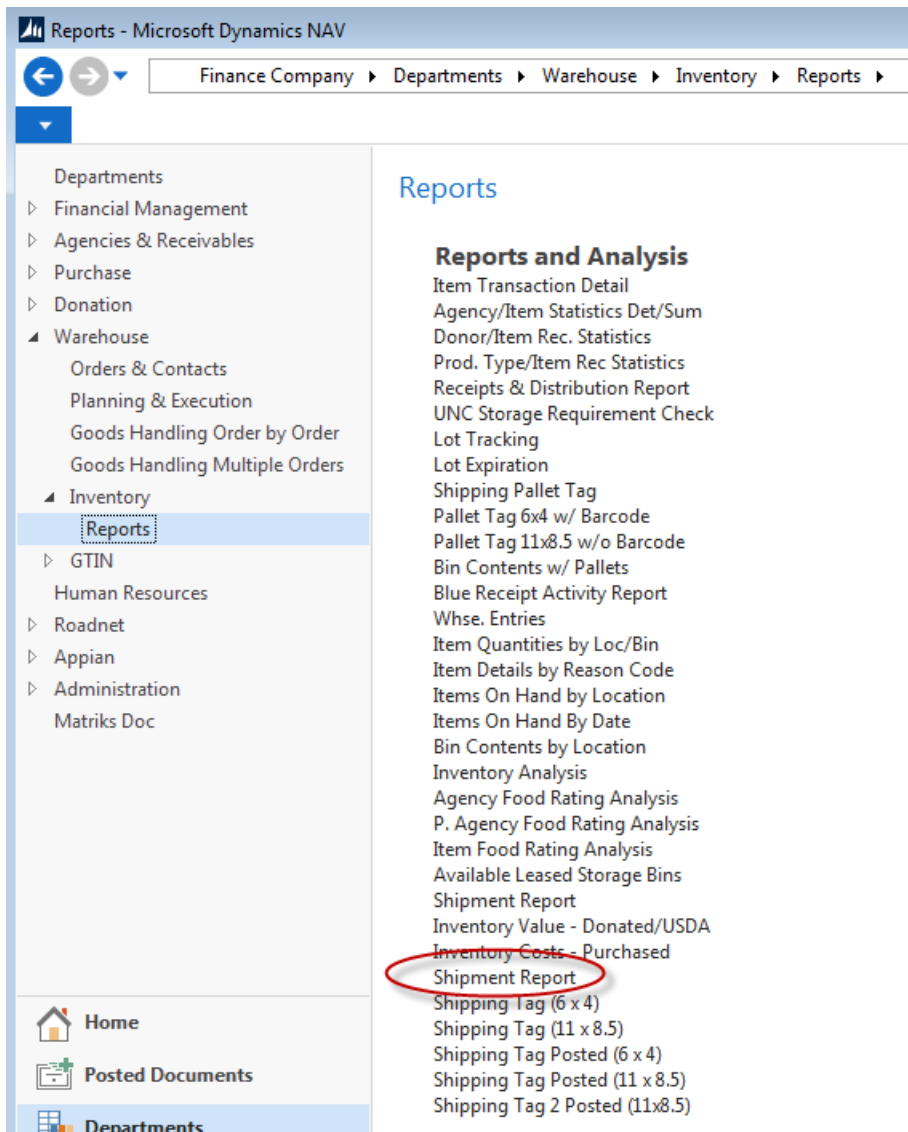 Reports - Microsoft Dynamics NAV
Finance Company Departments Warehouse Inventory Reports
Departments
Financial Management
Agencies & Receivables
Purchase
Donation
Warehouse
Orders & Contacts
Planning & Execution
Goods Handling Order by Order
Goods Handling Multiple Orders
Inventory
Reports
GTIN
Human Resources
Roadnet
Appian
Administration
Matriks Doc
Home
Posted Documents
Departments
Reports
Reports and Analysis
Item Transaction Detail
Agency/Item Statistics Det/Sum
Donor/Item Rec. Statistics
Prod. Type/Item Rec Statistics
Receipts & Distribution Report
UNC Storage Requirement Check
Lot Tracking
Lot Expiration
Shipping Pallet Tag
Pallet Tag 6x4 w/ Barcode
Pallet Tag 11x8.5 w/o Barcode
Bin Contents w/ Pallets
Blue Receipt Activity Report
Whse. Entries
Item Quantities by Loc/Bin
Item Details by Reason Code
Items On Hand by Location
Items On Hand By Date
Bin Contents by Location
Inventory Analysis
Agency Food Rating Analysis
P. Agency Food Rating Analysis
Item Food Rating Analysis
Available Leased Storage Bins
Shipment Report
Inventory Value - Donated/USDA
Inventory Costs - Purchased
Shipment Report
Shipping Tag (6 x 4)
Shipping Tag (11 x 8.5)
Shipping Tag Posted (6 x 4)
Shipping Tag Posted (11 x 8.5)
Shipping Tag 2 Posted (11x8.5)